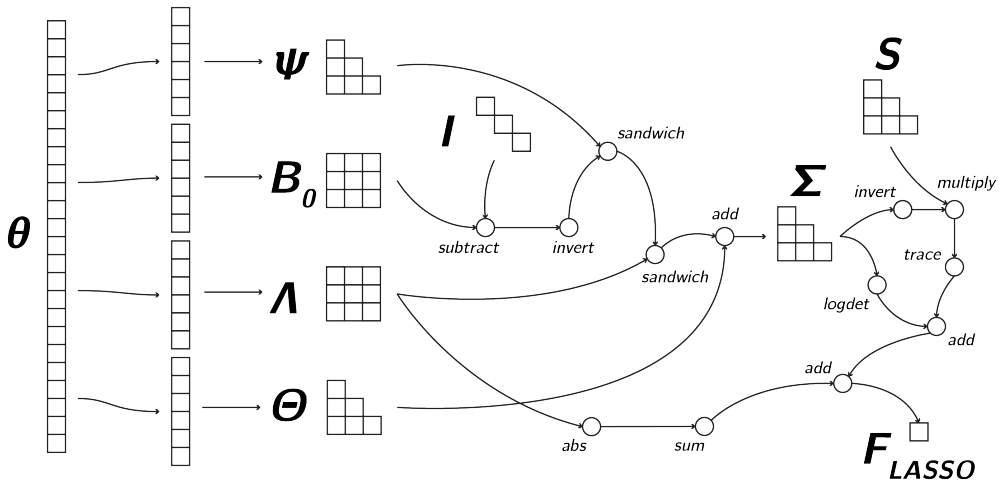 θ
Ψ
I
B0
Λ
Θ
subtract
invert
sandwich
sandwich
add
abs
sum
Σ
S
invert
multiply
trace
logdet
add
add
FLASSO